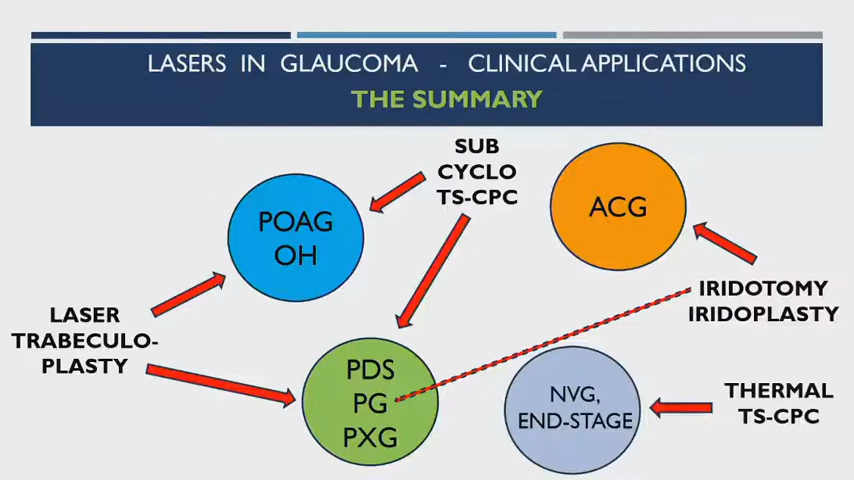 LASERS IN GLAUCOMA - CLINICAL APPLICATIONS
THE SUMMARY
SUB
CYCLO
TS-CPC
POAG
OH
ACG
LASER
TRABECULO-
PLASTY
IRIDOTOMY
IRIDOPLASTY
PDS
PG
PXG
NVG,
END-STAGE
THERMAL
TS-CPC